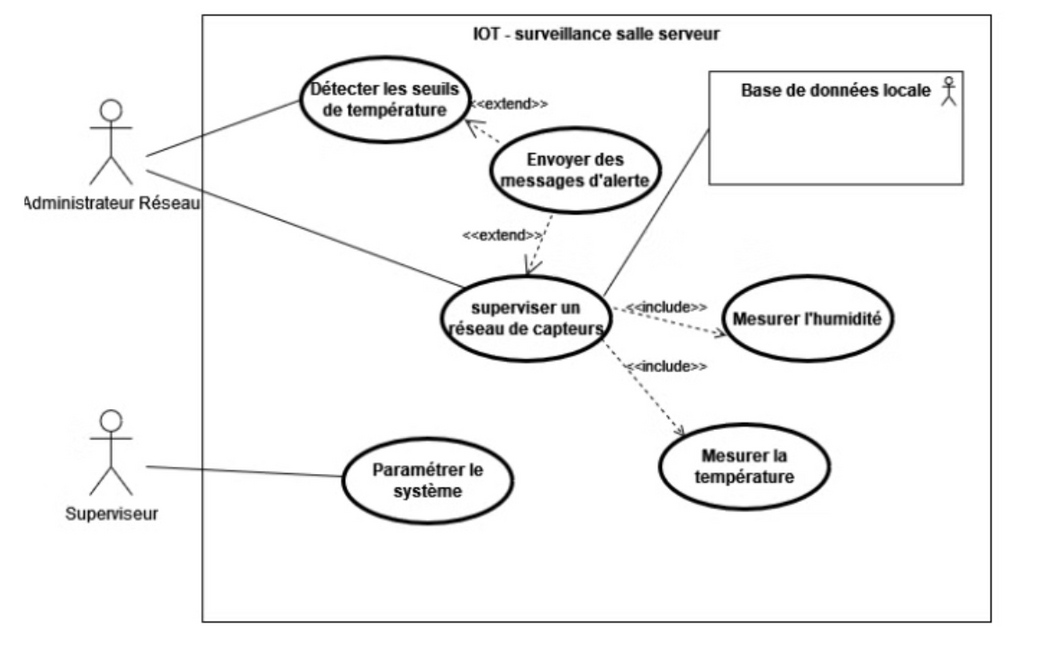 IOT - surveillance salle serveur
Détecter les seuils
de température
<<extend>>
Base de données locale
Envoyer des
messages d'alerte
Administrateur Réseau
<<extend>>
superviser un
réseau de capteurs
<<include>>
Mesurer l'humidité
<<include>>
Mesurer la
température
Paramétrer le
système
Superviseur